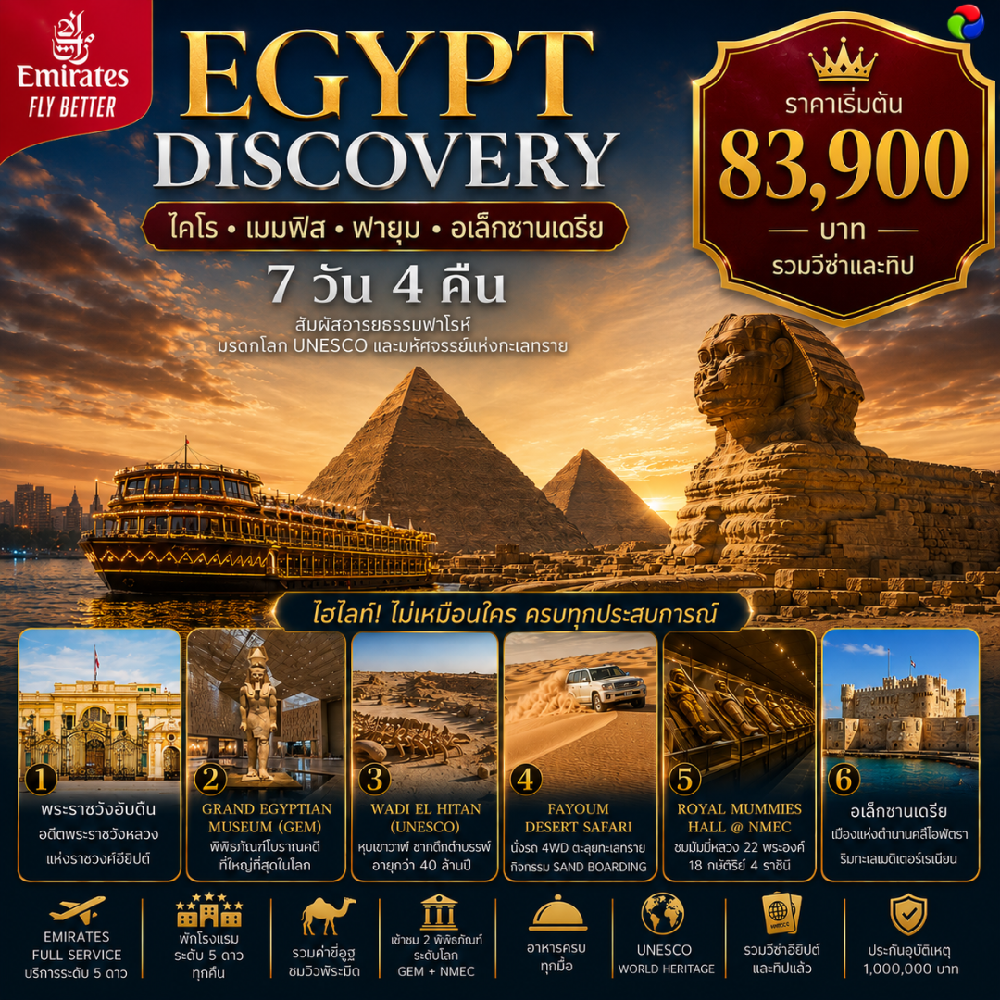 Emirates
FLY BETTER
EGYPT
DISCOVERY
ไคโร • เมมฟิส • ฟายุม • อเล็กซานเดรีย
7 วัน 4 คืน
สัมผัสอารยธรรมฟาโรห์
มรดกโลก UNESCO และมหัศจรรย์แห่งทะเลทราย
ราคาเริ่มต้น
83,900
บาท
รวมวีซ่าและทิป
ไฮไลท์! ไม่เหมือนใคร ครบทุกประสบการณ์
1
พระราชวังอับดีน
อดีตพระราชวังหลวง
แห่งราชวงศ์อียิปต์
2
GRAND EGYPTIAN
MUSEUM (GEM)
พิพิธภัณฑ์โบราณคดี
ที่ใหญ่ที่สุดในโลก
3
WADI EL HITAN
(UNESCO)
หุบเขาวาฬ ซากดึกดำบรรพ์
อายุกว่า 40 ล้านปี
4
FAYOUM
DESERT SAFARI
นั่งรถ 4WD ตะลุยทะเลทราย
กิจกรรม SAND BOARDING
5
ROYAL MUMMIES
HALL @ NMEC
ชมมัมมี่หลวง 22 พระองค์
18 กษัตริย์ 4 ราชินี
6
อเล็กซานเดรีย
เมืองแห่งตำนานคลีโอพัตรา
ริมทะเลเมดิเตอร์เรเนียน
EMIRATES
FULL SERVICE
บริการระดับ 5 ดาว
พักโรงแรม
ระดับ 5 ดาว
ทุกคืน
รวมค่าขี่อูฐ
ชมวิวพีระมิด
เข้าชม 2 พิพิธภัณฑ์
ระดับโลก
GEM + NMEC
อาหารครบ
ทุกมื้อ
UNESCO
WORLD HERITAGE
รวมวีซ่าอียิปต์
และทิปแล้ว
ประกันอุบัติเหตุ
1,000,000 บาท